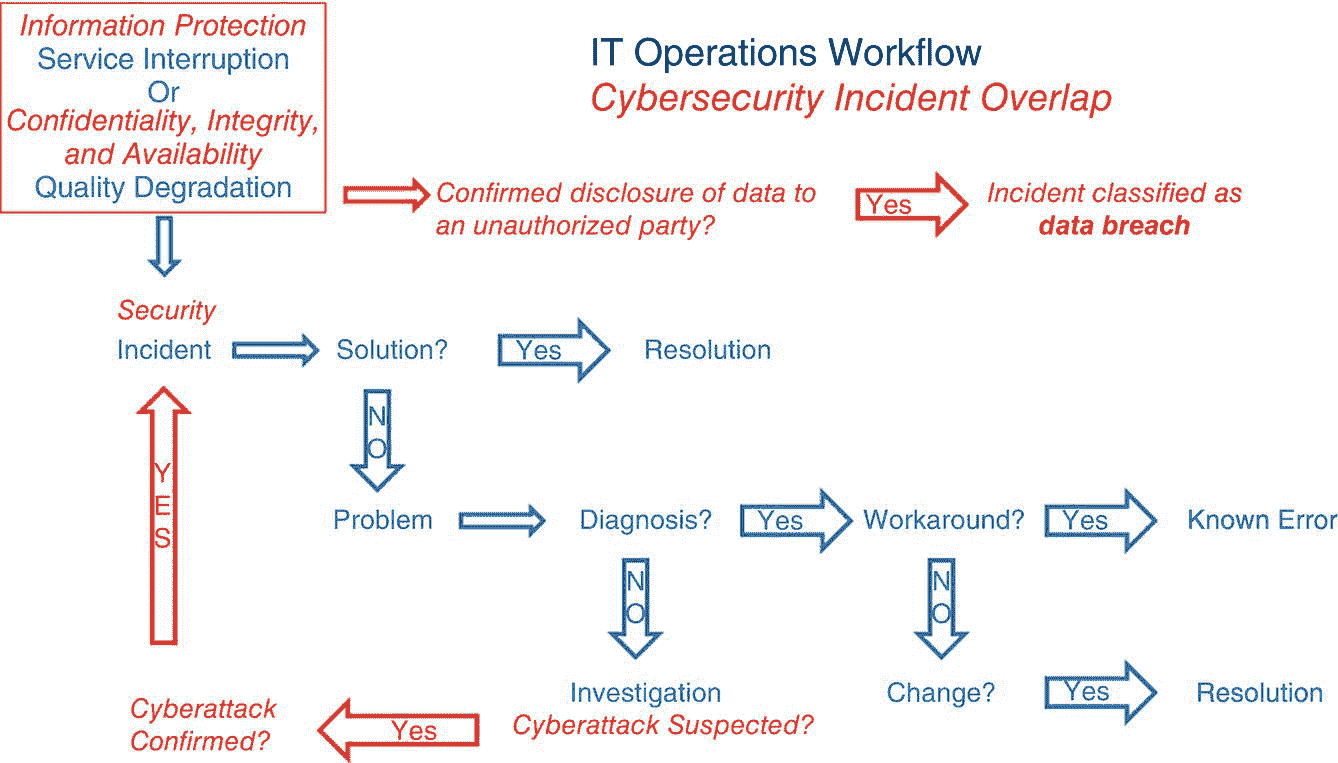 Information Protection
Service Interruption
Or
Confidentiality, Integrity,
and Availability
Quality Degradation
IT Operations Workflow
Cybersecurity Incident Overlap
Confirmed disclosure of data to
an unauthorized party?
Yes
Incident classified as
data breach
Security
Incident
Solution?
Yes
Resolution
NO
YES
Problem
Diagnosis?
Yes
Workaround?
Yes
Known Error
NO
NO
Investigation
Cyberattack Suspected?
Change?
Yes
Resolution
Yes
Cyberattack
Confirmed?